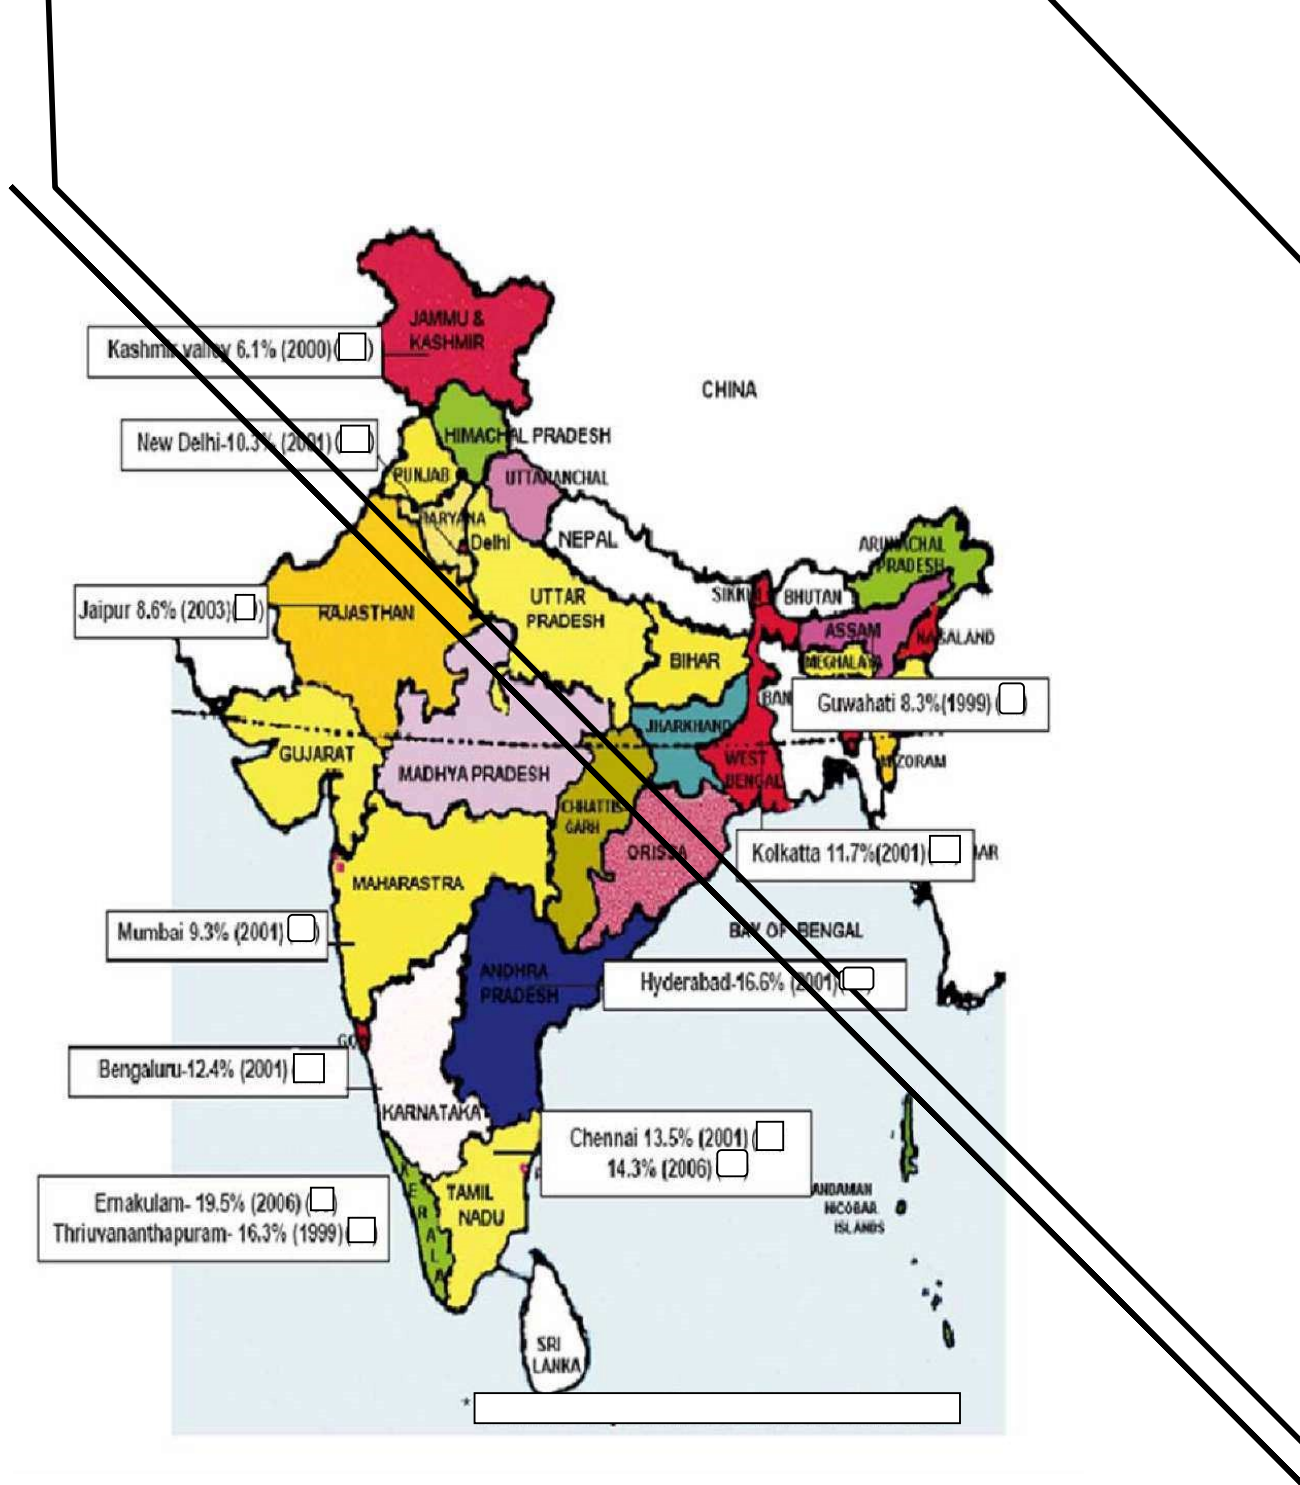 JAMMU &
KASHMIR
Kashmir valley 6.1% (2000)( )
CHINA
New Delhi-10.3% (2001)( )
HIMACHAL PRADESH
PUNJAB
UTTARANCHAL
HARYANA
Delhi
NEPAL
ARUNACHAL
PRADESH
SIKKIM
BHUTAN
Jaipur 8.6% (2003)( )
RAJASTHAN
UTTAR
PRADESH
ASSAM
NAGALAND
BIHAR
MEGHALAYA
BAN
Guwahati 8.3%(1999) ( )
JHARKHAND
GUJARAT
MADHYA PRADESH
WEST
BENGAL
MIZORAM
CHHATTIS
GARH
ORISSA
Kolkatta 11.7%(2001)( )
AR
MAHARASTRA
Mumbai 9.3% (2001)( )
BAY OF BENGAL
ANDHRA
PRADESH
Hyderabad-16.6% (2001)( )
GO
Bengaluru-12.4% (2001)
KARNATAKA
Chennai 13.5% (2001) (
14.3% (2006) ( )
Ernakulam- 19.5% (2006) ( )
Thriuvananthapuram- 16.3% (1999)( )
KERALA
TAMIL
NADU
ANDAMAN
NICOBAR
ISLANDS
SRI
LANKA
*